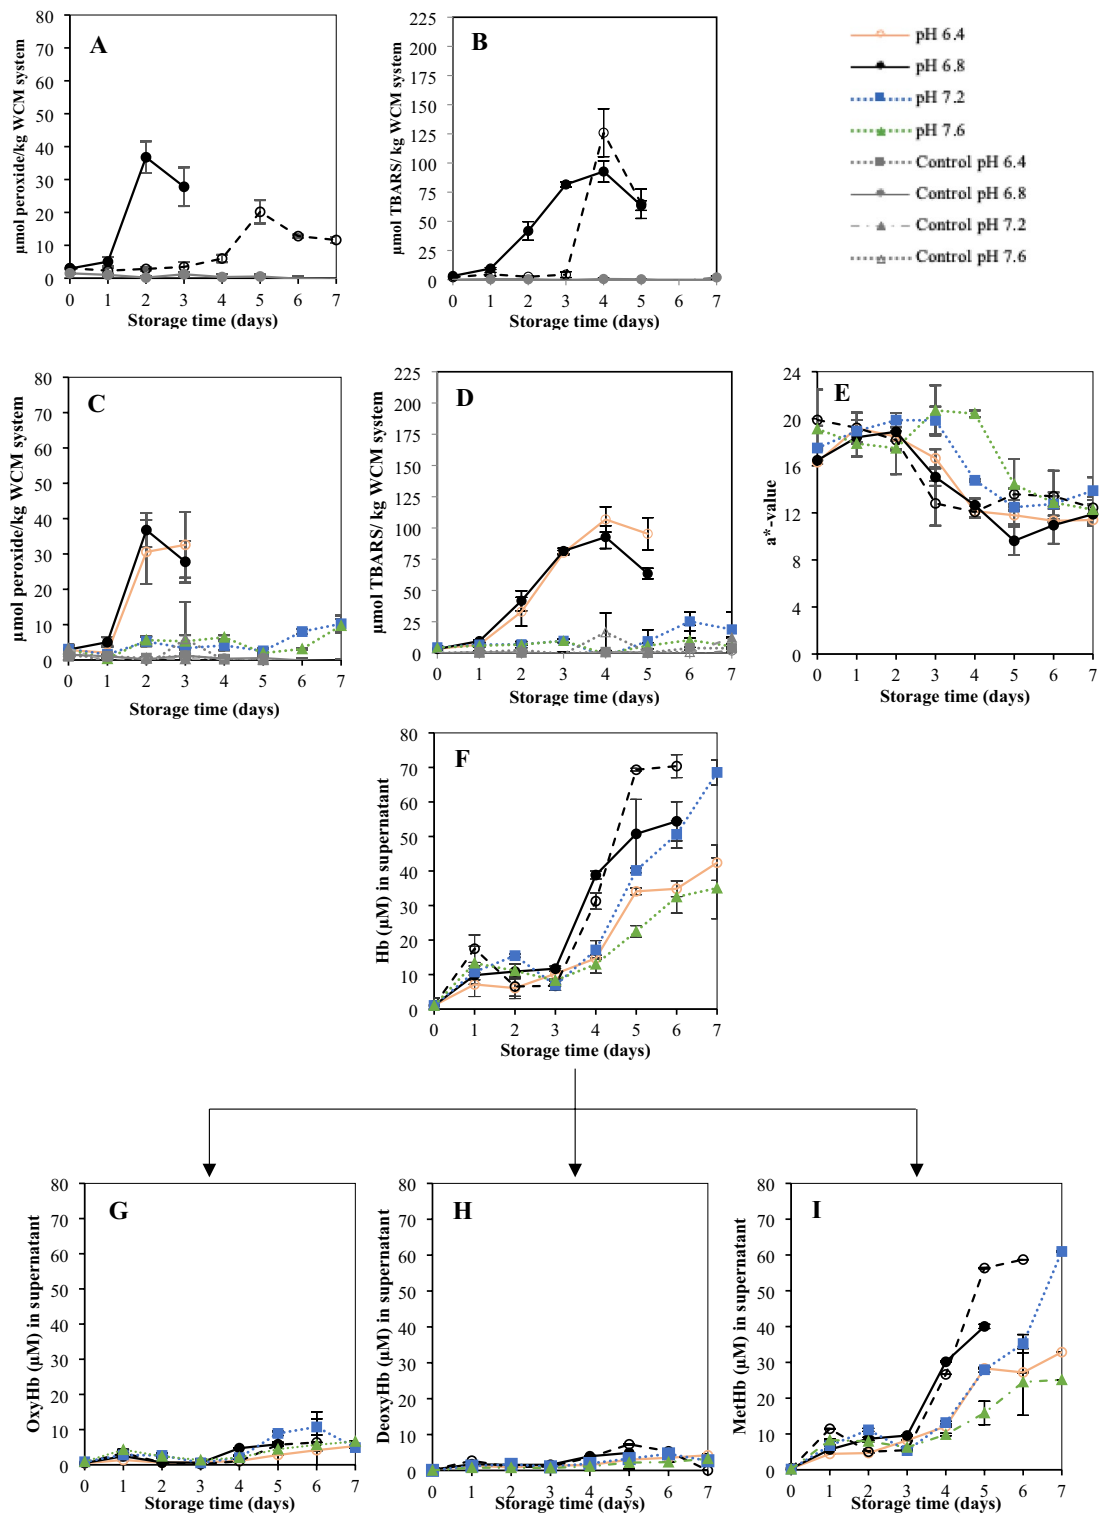 A
µmol peroxide/kg WCM system
80
70
60
50
40
30
20
10
0
0 1 2 3 4 5 6 7
Storage time (days)
B
µmol TBARS/ kg WCM system
225
200
175
150
125
100
75
50
25
0
0 1 2 3 4 5 6 7
Storage time (days)
pH 6.4
pH 6.8
pH 7.2
pH 7.6
Control pH 6.4
Control pH 6.8
Control pH 7.2
Control pH 7.6
C
µmol peroxide/kg WCM system
80
70
60
50
40
30
20
10
0
0 1 2 3 4 5 6 7
Storage time (days)
D
µmol TBARS/ kg WCM system
225
200
175
150
125
100
75
50
25
0
0 1 2 3 4 5 6 7
Storage time (days)
E
a*-value
24
20
16
12
8
4
0
0 1 2 3 4 5 6 7
Storage time (days)
F
Hb (µM) in supernatant
80
70
60
50
40
30
20
10
0
0 1 2 3 4 5 6 7
Storage time (days)
G
OxyHb (µM) in supernatant
80
70
60
50
40
30
20
10
0
0 1 2 3 4 5 6 7
Storage time (days)
H
DeoxyHb (µM) in supernatant
80
70
60
50
40
30
20
10
0
0 1 2 3 4 5 6 7
Storage time (days)
I
MetHb (µM) in supernatant
80
70
60
50
40
30
20
10
0
0 1 2 3 4 5 6 7
Storage time (days)